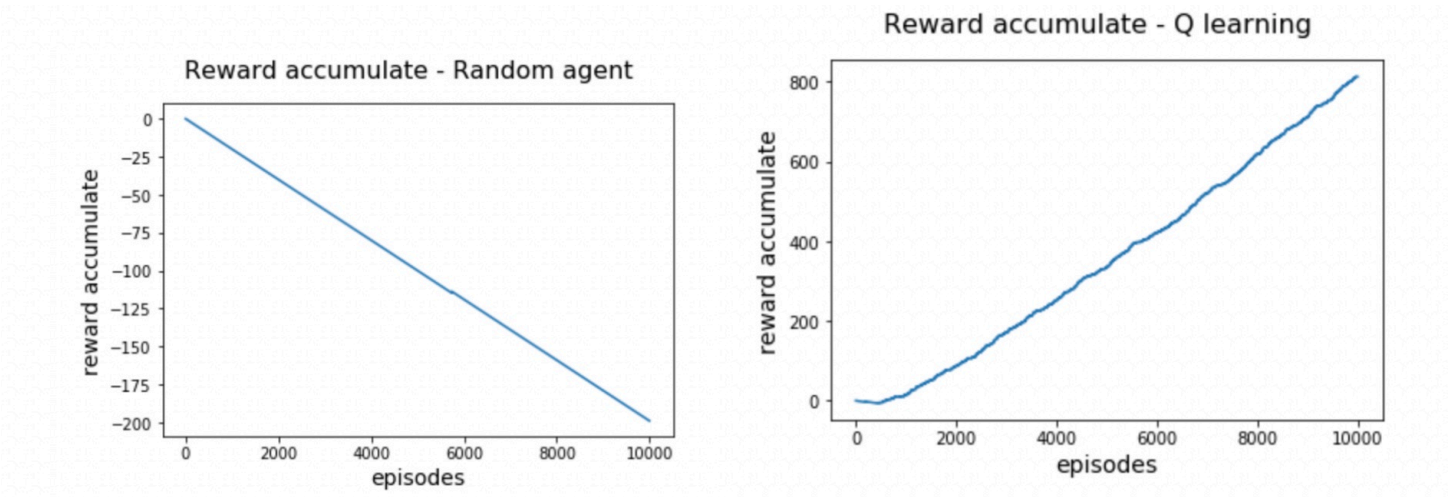 Reward accumulate - Random agent
reward accumulate
0
−25
−50
−75
−100
−125
−150
−175
−200
0 2000 4000 6000 8000 10000
episodes
Reward accumulate - Q learning
reward accumulate
800
600
400
200
0
0 2000 4000 6000 8000 10000
episodes